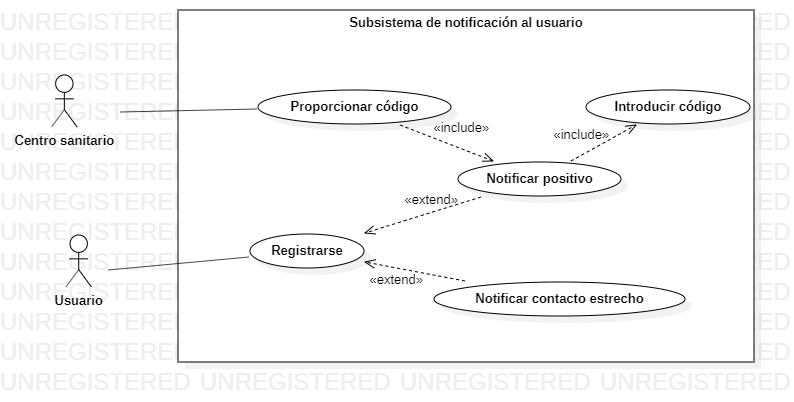 Subsistema de notificación al usuario
Proporcionar código
Introducir código
«include»
«include»
Centro sanitario
Notificar positivo
«extend»
Registrarse
«extend»
Usuario
Notificar contacto estrecho
UNREGISTERED UNREGISTERED UNREGISTERED UNREGISTERED